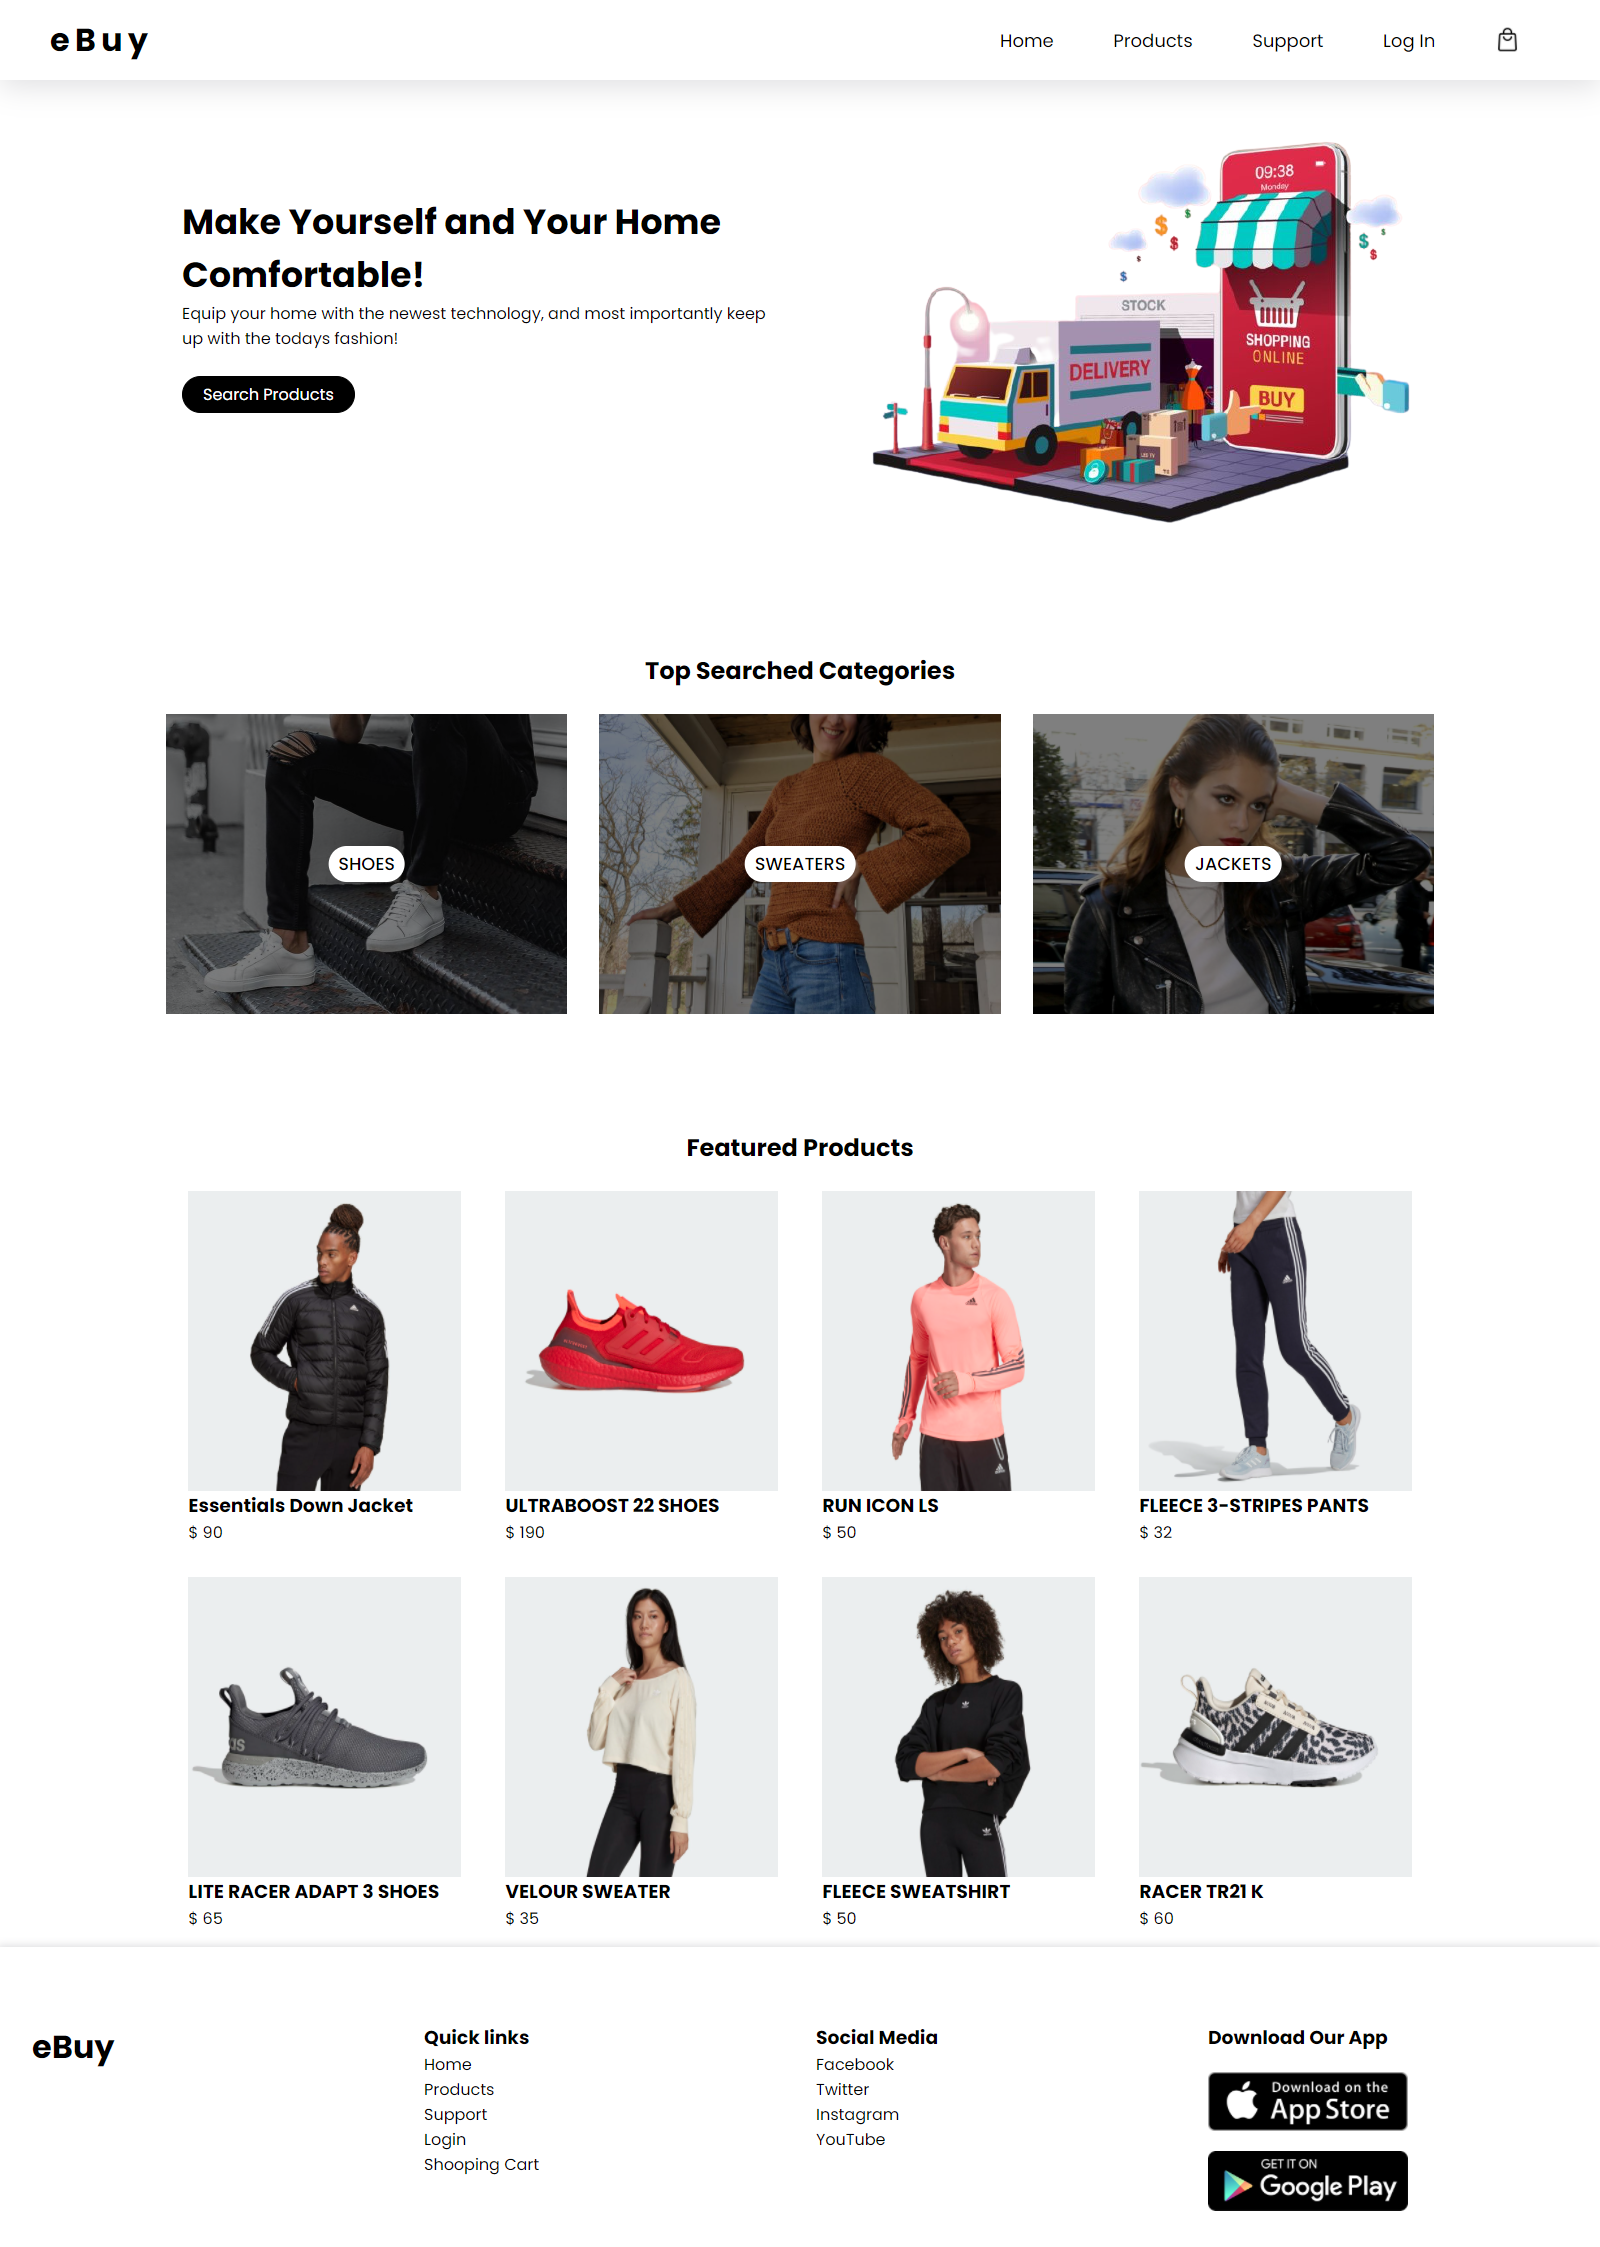 eBuy
Home
Products
Support
Log In
Make Yourself and Your Home
Comfortable!
Equip your home with the newest technology, and most importantly keep
up with the todays fashion!
Search Products
09:38
Monday
STOCK
DELIVERY
SHOPPING
ONLINE
BUY
Top Searched Categories
SHOES
SWEATERS
JACKETS
Featured Products
Essentials Down Jacket
$ 90
ULTRABOOST 22 SHOES
$ 190
RUN ICON LS
$ 50
FLEECE 3-STRIPES PANTS
$ 32
LITE RACER ADAPT 3 SHOES
$ 65
VELOUR SWEATER
$ 35
FLEECE SWEATSHIRT
$ 50
RACER TR21 K
$ 60
eBuy
Quick links
Home
Products
Support
Login
Shooping Cart
Social Media
Facebook
Twitter
Instagram
YouTube
Download Our App
Download on the
App Store
GET IT ON
Google Play